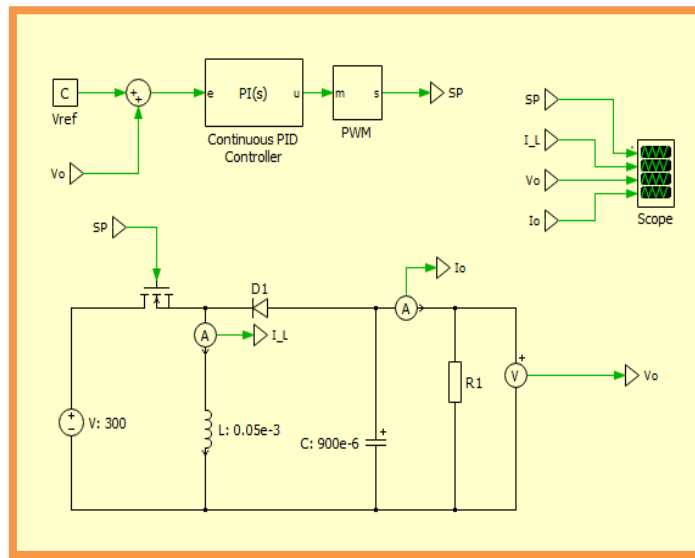 C
Vref
+
+
e
PI(s)
u
Continuous PID
Controller
m
s
PWM
SP
Vo
SP
I_L
Vo
Io
Scope
SP
D1
A
Io
A
I_L
V: 300
L: 0.05e-3
C: 900e-6
+
R1
+
V
Vo